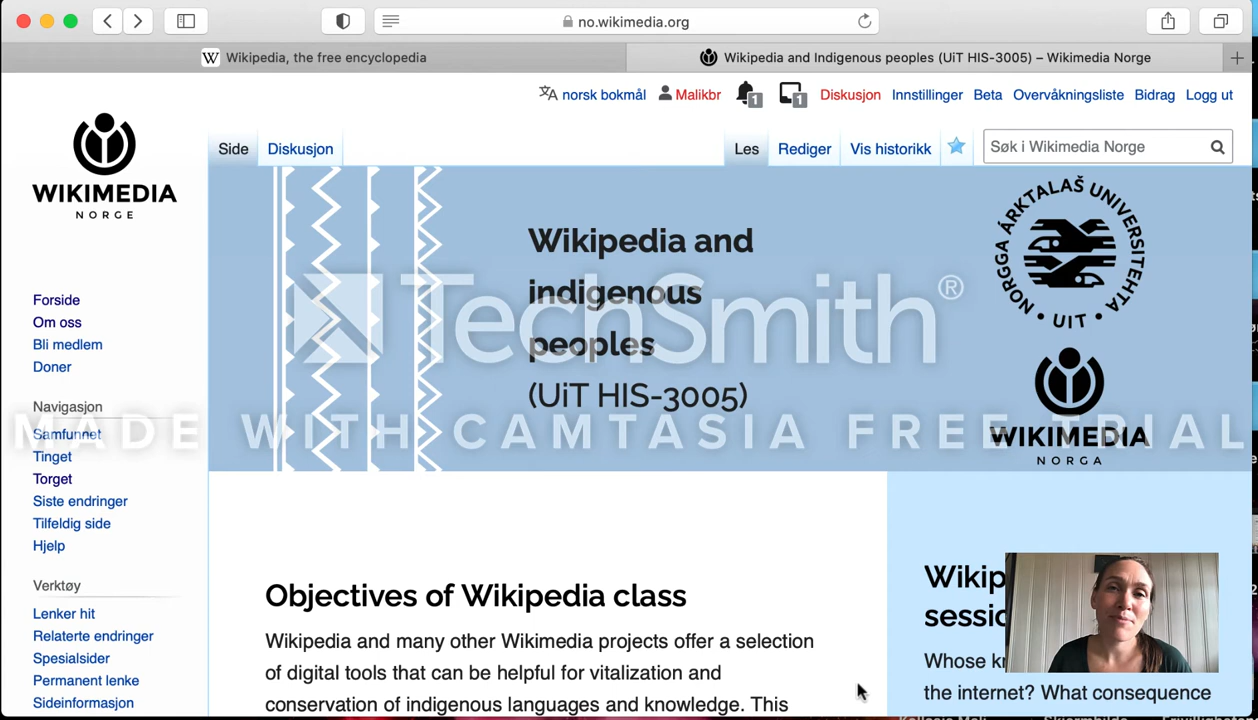 no.wikimedia.org
W Wikipedia, the free encyclopedia
Wikipedia and Indigenous peoples (UiT HIS-3005) – Wikimedia Norge
norsk bokmål Malikbr 1 1 Diskusjon Innstillinger Beta Overvåkningsliste Bidrag Logg ut
Side Diskusjon Les Rediger Vis historikk Søk i Wikimedia Norge
WIKIMEDIA
NORGE
Forside
Om oss
Bli medlem
Doner
Navigasjon
Samfunnet
Tinget
Torget
Siste endringer
Tilfeldig side
Hjelp
Verktøy
Lenker hit
Relaterte endringer
Spesialsider
Permanent lenke
Sideinformasjon
Wikipedia and
indigenous
peoples
(UiT HIS-3005)
NORGGA ÁRKTALAŠ UNIVERSITEHTA
• UIT •
WIKIMEDIA
NORGA
TechSmith®
MADE WITH CAMTASIA FREE TRIAL
Objectives of Wikipedia class
Wikipedia and many other Wikimedia projects offer a selection
of digital tools that can be helpful for vitalization and
conservation of indigenous languages and knowledge. This
the internet? What consequence